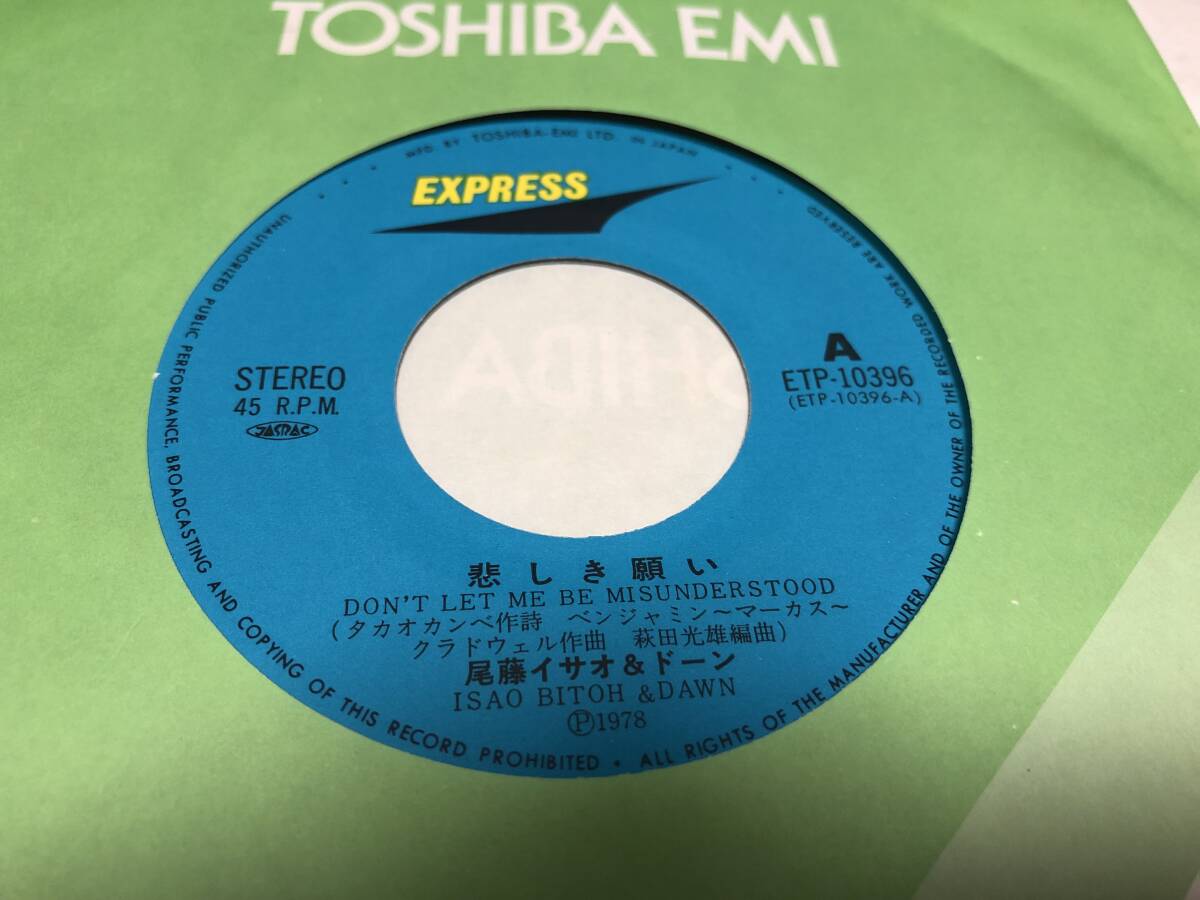 TOSHIBA EMI
MFD BY TOSHIBA-EMI LTD. IN JAPAN
EXPRESS
STEREO
45 R.P.M.
JASRAC
A
ETP-10396
(ETP-10396-A)
悲しき願い
DON'T LET ME BE MISUNDERSTOOD
(タカオカンベ作詩 ベンジャミン〜マーカス〜
クラドウェル作曲 萩田光雄編曲)
尾藤イサオ&ドーン
ISAO BITOH & DAWN
Ⓟ1978
UNAUTHORIZED PUBLIC PERFORMANCE, BROADCASTING AND COPYING OF THIS RECORD PROHIBITED • ALL RIGHTS OF THE MANUFACTURER AND OF THE OWNER OF THE RECORDED WORK ARE RESERVED